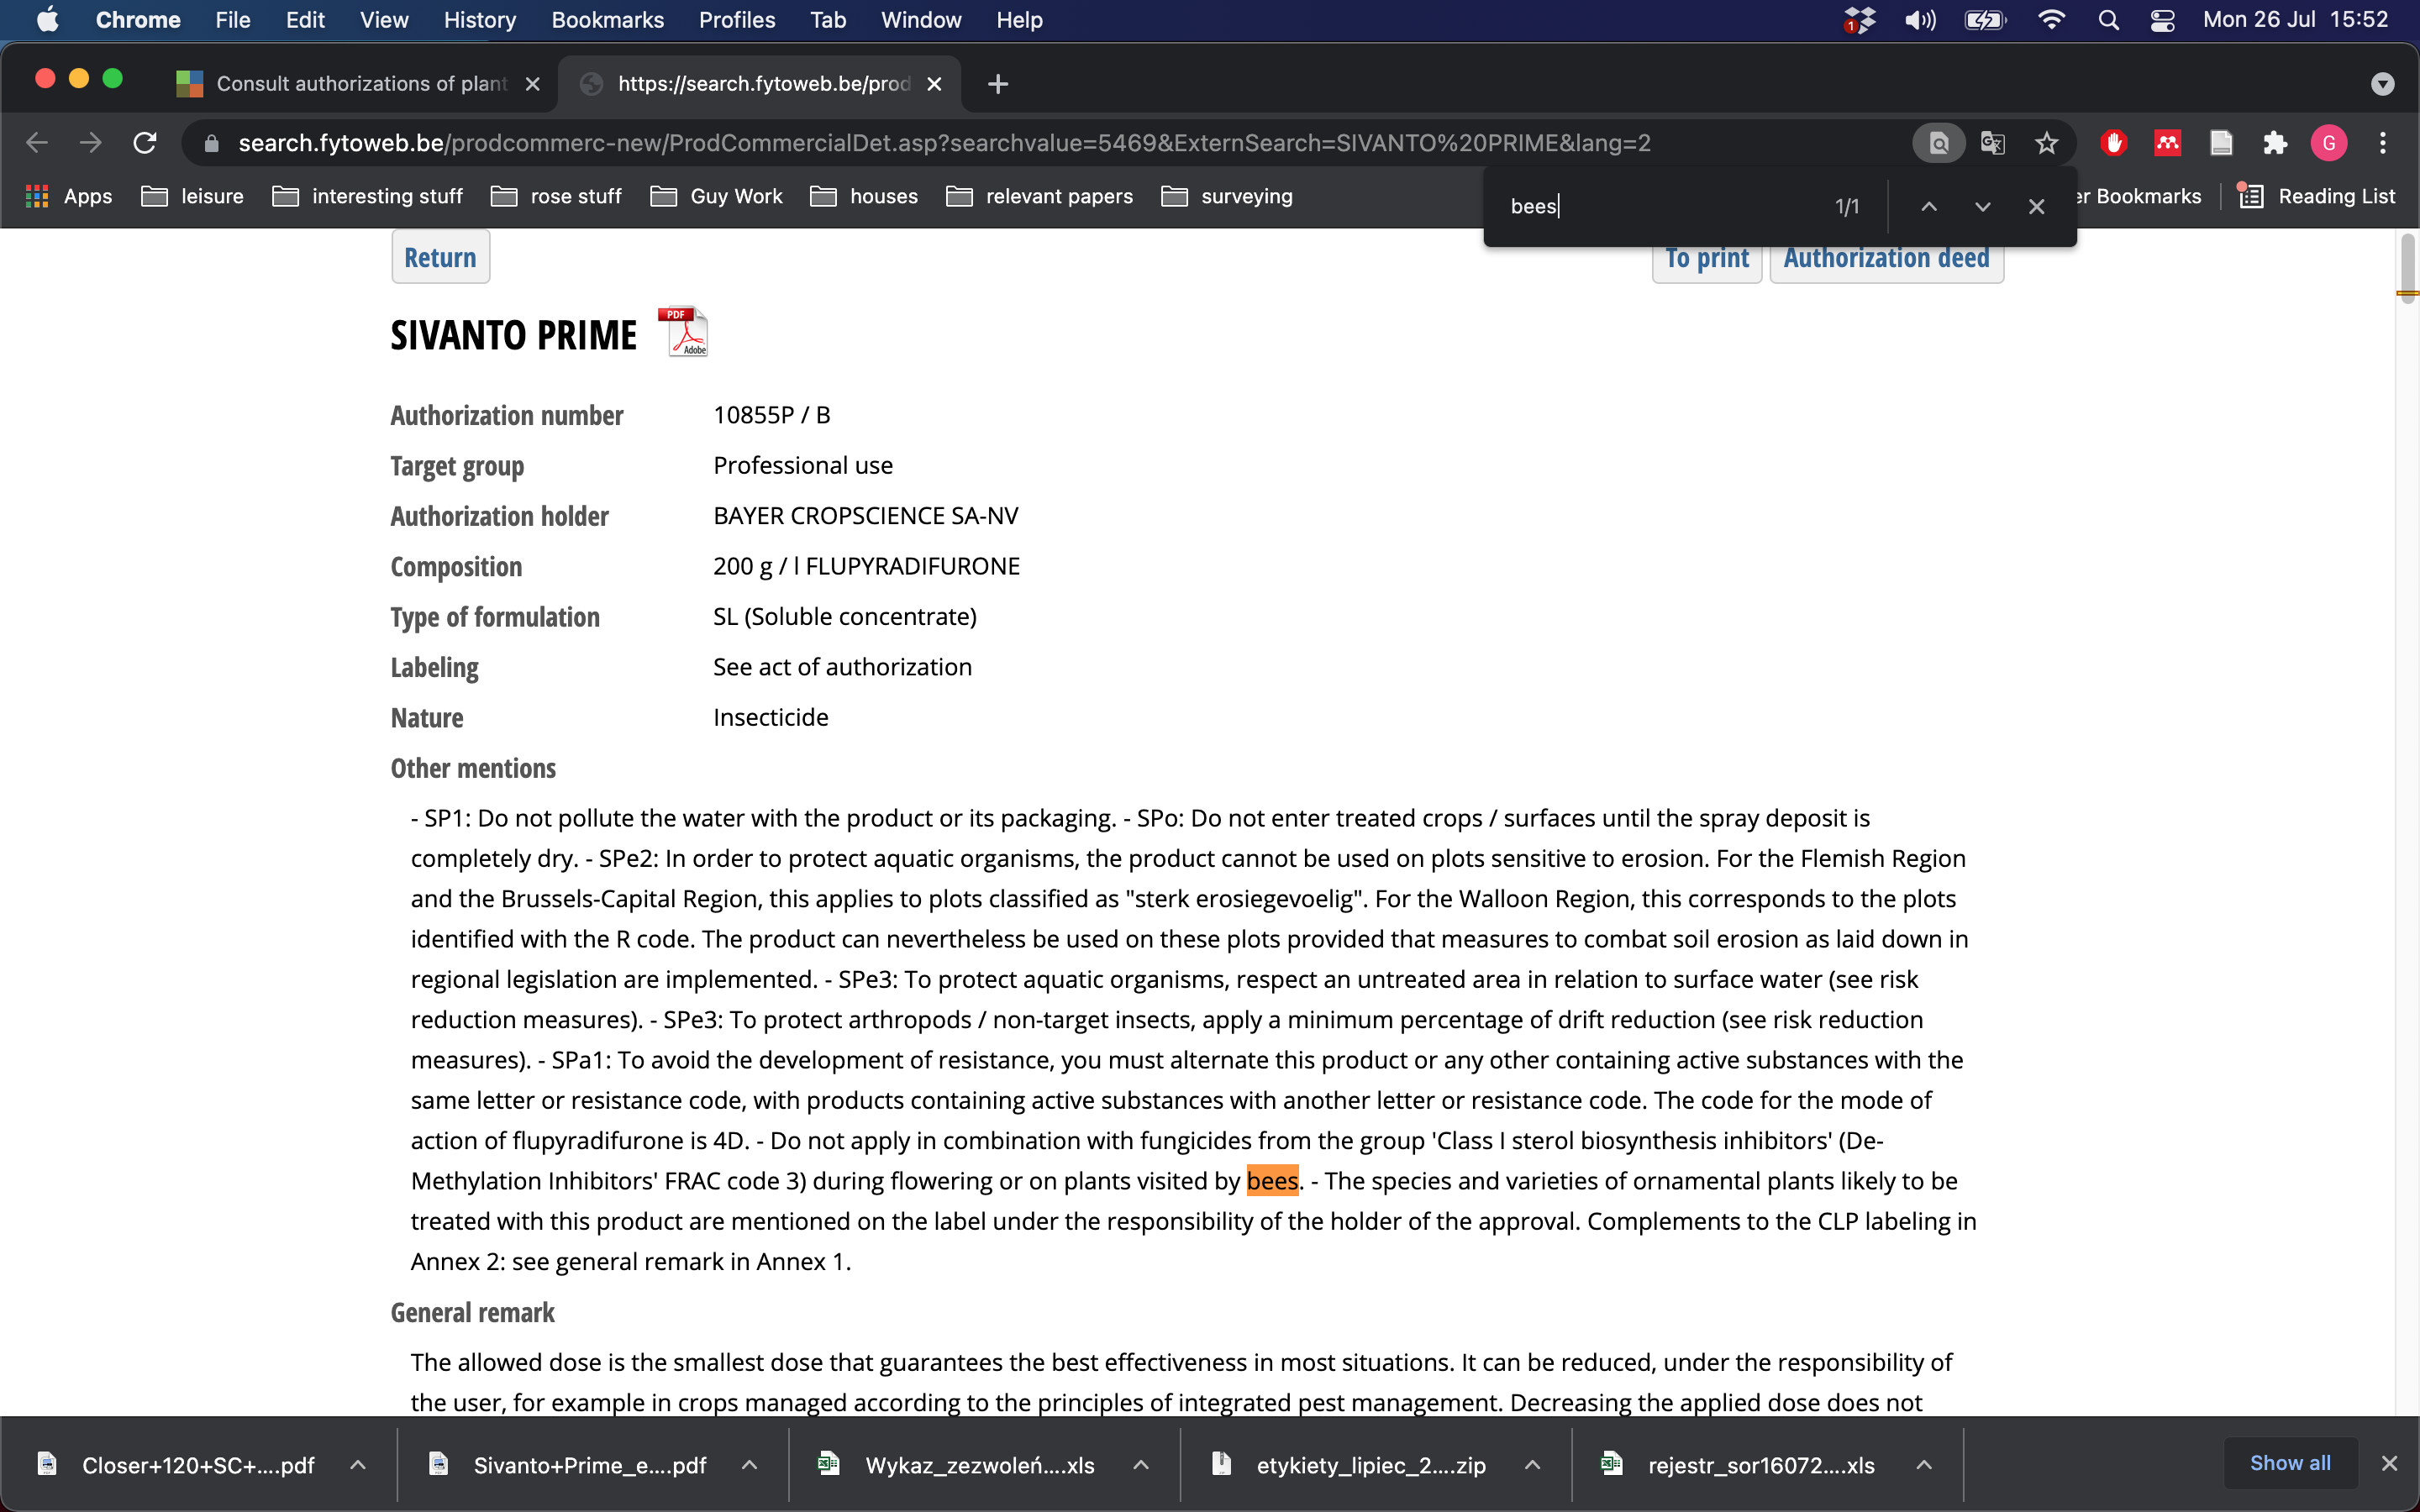 Chrome File Edit View History Bookmarks Profiles Tab Window Help 1 Mon 26 Jul 15:52
Consult authorizations of plant https://search.fytoweb.be/prod
search.fytoweb.be/prodcommerc-new/ProdCommercialDet.asp?searchvalue=5469&ExternSearch=SIVANTO%20PRIME&lang=2 G
Apps leisure interesting stuff rose stuff Guy Work houses relevant papers surveying er Bookmarks Reading List
bees 1/1
Return To print Authorization deed
SIVANTO PRIME PDF Adobe
Authorization number 10855P / B
Target group Professional use
Authorization holder BAYER CROPSCIENCE SA-NV
Composition 200 g / l FLUPYRADIFURONE
Type of formulation SL (Soluble concentrate)
Labeling See act of authorization
Nature Insecticide
Other mentions
- SP1: Do not pollute the water with the product or its packaging. - SPo: Do not enter treated crops / surfaces until the spray deposit is
completely dry. - SPe2: In order to protect aquatic organisms, the product cannot be used on plots sensitive to erosion. For the Flemish Region
and the Brussels-Capital Region, this applies to plots classified as "sterk erosiegevoelig". For the Walloon Region, this corresponds to the plots
identified with the R code. The product can nevertheless be used on these plots provided that measures to combat soil erosion as laid down in
regional legislation are implemented. - SPe3: To protect aquatic organisms, respect an untreated area in relation to surface water (see risk
reduction measures). - SPe3: To protect arthropods / non-target insects, apply a minimum percentage of drift reduction (see risk reduction
measures). - SPa1: To avoid the development of resistance, you must alternate this product or any other containing active substances with the
same letter or resistance code, with products containing active substances with another letter or resistance code. The code for the mode of
action of flupyradifurone is 4D. - Do not apply in combination with fungicides from the group 'Class I sterol biosynthesis inhibitors' (De-
Methylation Inhibitors' FRAC code 3) during flowering or on plants visited by bees. - The species and varieties of ornamental plants likely to be
treated with this product are mentioned on the label under the responsibility of the holder of the approval. Complements to the CLP labeling in
Annex 2: see general remark in Annex 1.
General remark
The allowed dose is the smallest dose that guarantees the best effectiveness in most situations. It can be reduced, under the responsibility of
the user, for example in crops managed according to the principles of integrated pest management. Decreasing the applied dose does not
Closer+120+SC+....pdf Sivanto+Prime_e....pdf Wykaz_zezwoleń....xls etykiety_lipiec_2....zip rejestr_sor16072....xls Show all